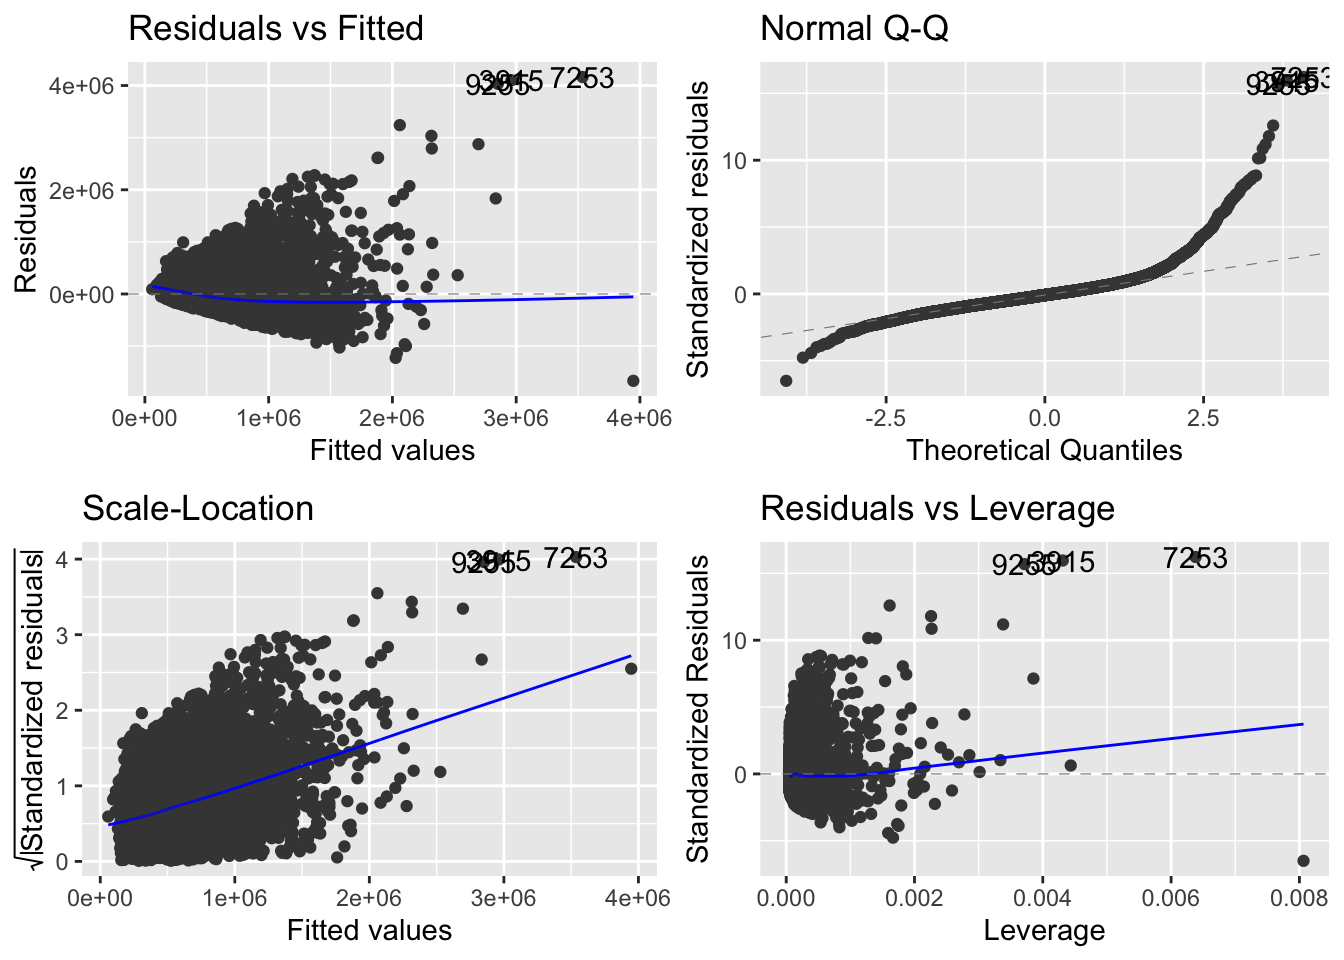 Residuals vs Fitted
4e+06
2e+06
0e+00
Residuals
7253
0e+00 1e+06 2e+06 3e+06 4e+06
Fitted values
Normal Q-Q
10
0
Standardized residuals
-2.5 0.0 2.5
Theoretical Quantiles
Scale-Location
4
3
2
1
0
√|Standardized residuals|
7253
0e+00 1e+06 2e+06 3e+06 4e+06
Fitted values
Residuals vs Leverage
10
0
Standardized Residuals
9255
3915
7253
0.000 0.002 0.004 0.006 0.008
Leverage